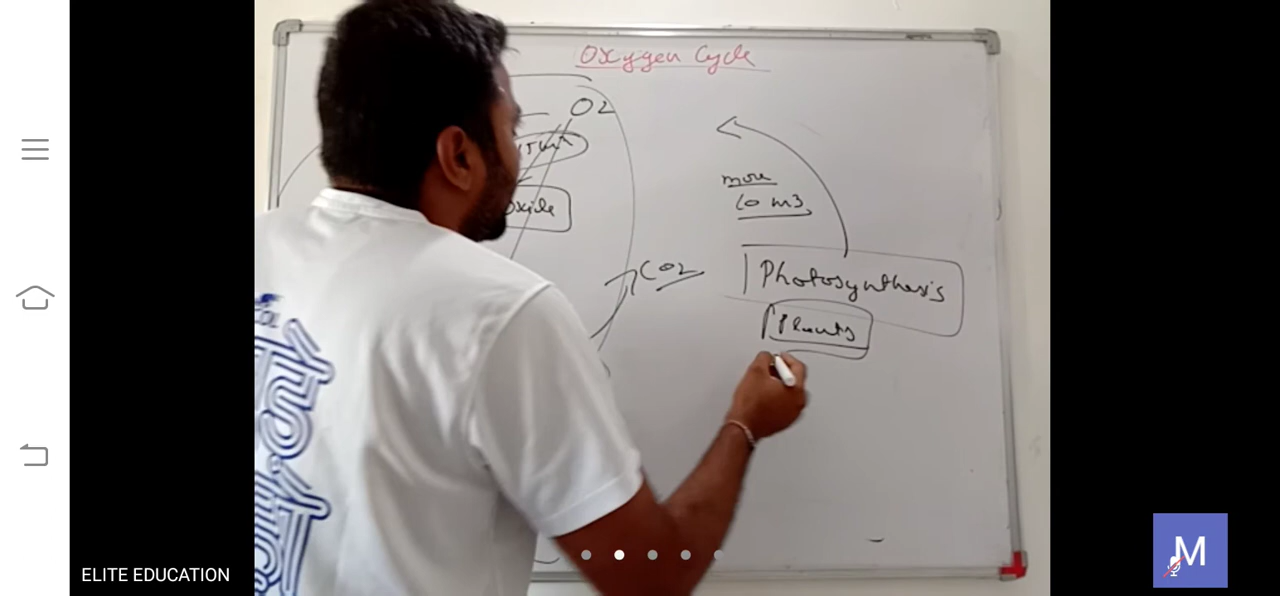 Oxygen Cycle
O2
oxide
more
CO2
Photosynthesis
Plants
ELITE EDUCATION
M